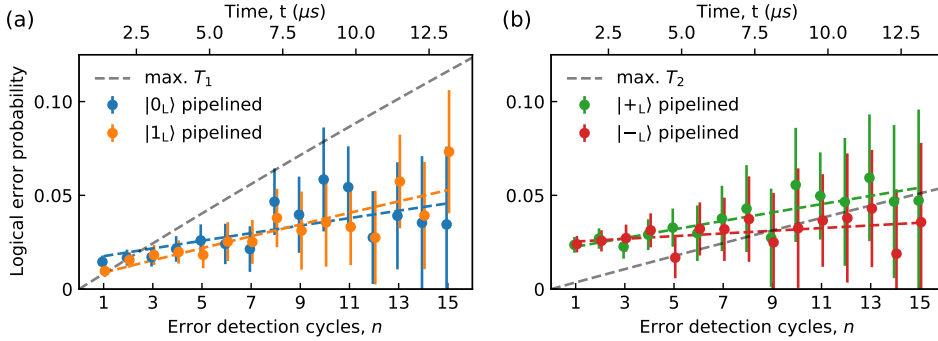 (a)
Time, t (μs)
2.5 5.0 7.5 10.0 12.5
Logical error probability
0.10
0.05
0
max. T₁
|0L⟩ pipelined
|1L⟩ pipelined
1 3 5 7 9 11 13 15
Error detection cycles, n
(b)
Time, t (μs)
2.5 5.0 7.5 10.0 12.5
0.10
0.05
0
max. T₂
|+L⟩ pipelined
|−L⟩ pipelined
1 3 5 7 9 11 13 15
Error detection cycles, n